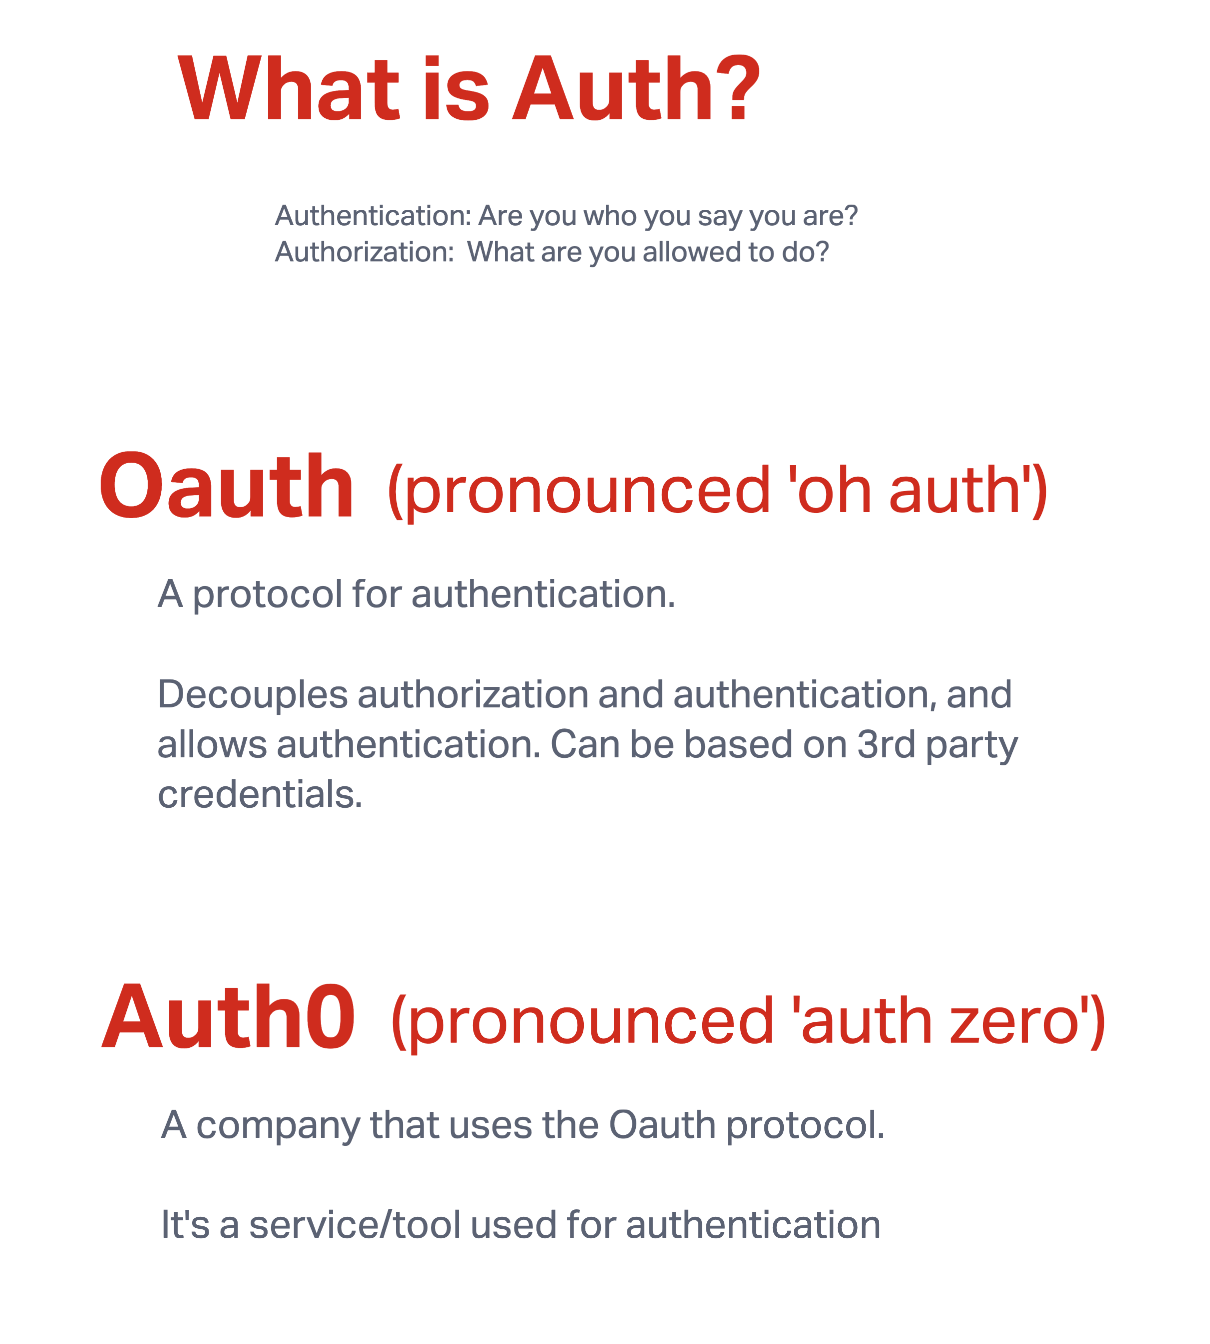 What is Auth?
Authentication: Are you who you say you are?
Authorization:  What are you allowed to do?
Oauth (pronounced 'oh auth')
A protocol for authentication.
Decouples authorization and authentication, and
allows authentication. Can be based on 3rd party
credentials.
Auth0 (pronounced 'auth zero')
A company that uses the Oauth protocol.
It's a service/tool used for authentication